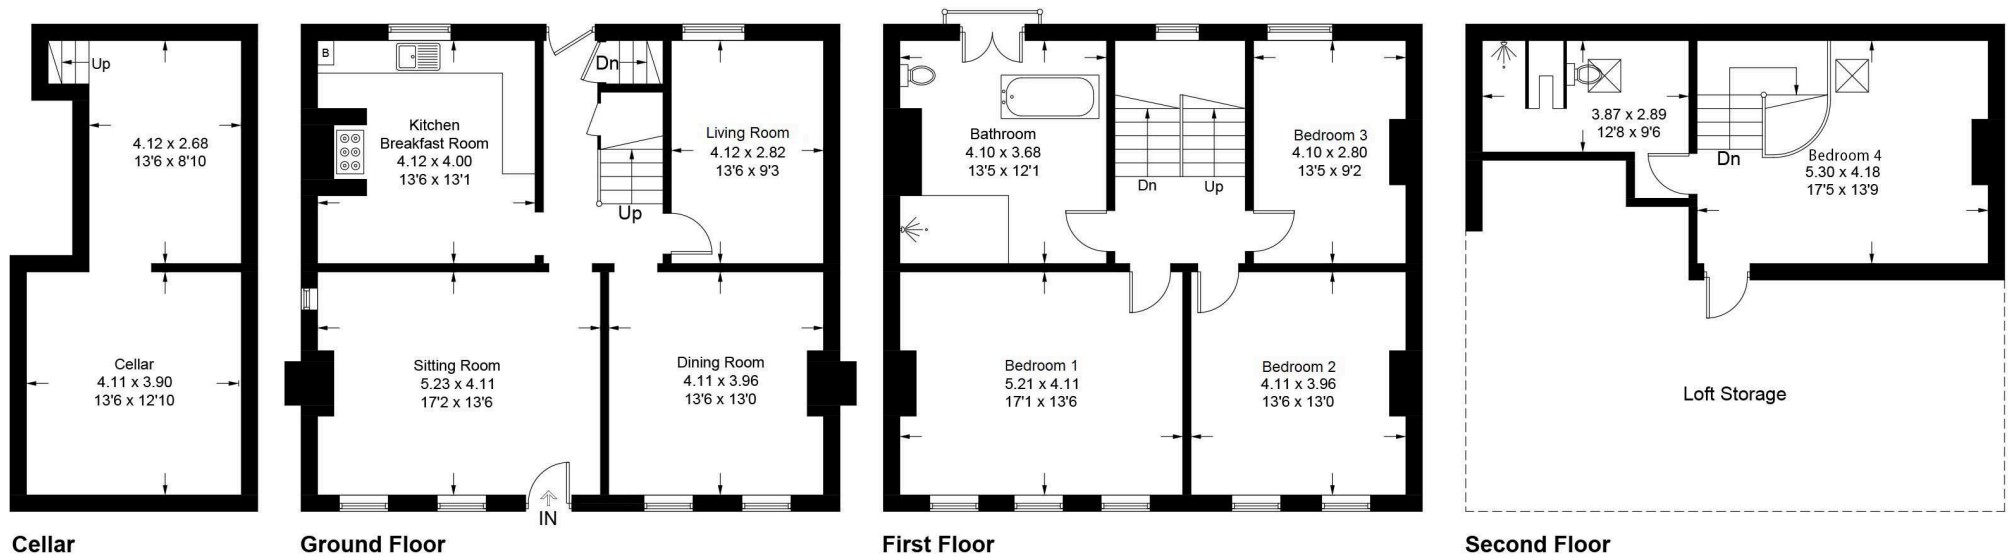 Up
4.12 x 2.68
13'6 x 8'10
Cellar
4.11 x 3.90
13'6 x 12'10
Cellar
B
Dn
Kitchen
Breakfast Room
4.12 x 4.00
13'6 x 13'1
Living Room
4.12 x 2.82
13'6 x 9'3
Up
Sitting Room
5.23 x 4.11
17'2 x 13'6
Dining Room
4.11 x 3.96
13'6 x 13'0
IN
Ground Floor
Bathroom
4.10 x 3.68
13'5 x 12'1
Dn
Up
Bedroom 3
4.10 x 2.80
13'5 x 9'2
Bedroom 1
5.21 x 4.11
17'1 x 13'6
Bedroom 2
4.11 x 3.96
13'6 x 13'0
First Floor
3.87 x 2.89
12'8 x 9'6
Dn
Bedroom 4
5.30 x 4.18
17'5 x 13'9
Loft Storage
Second Floor